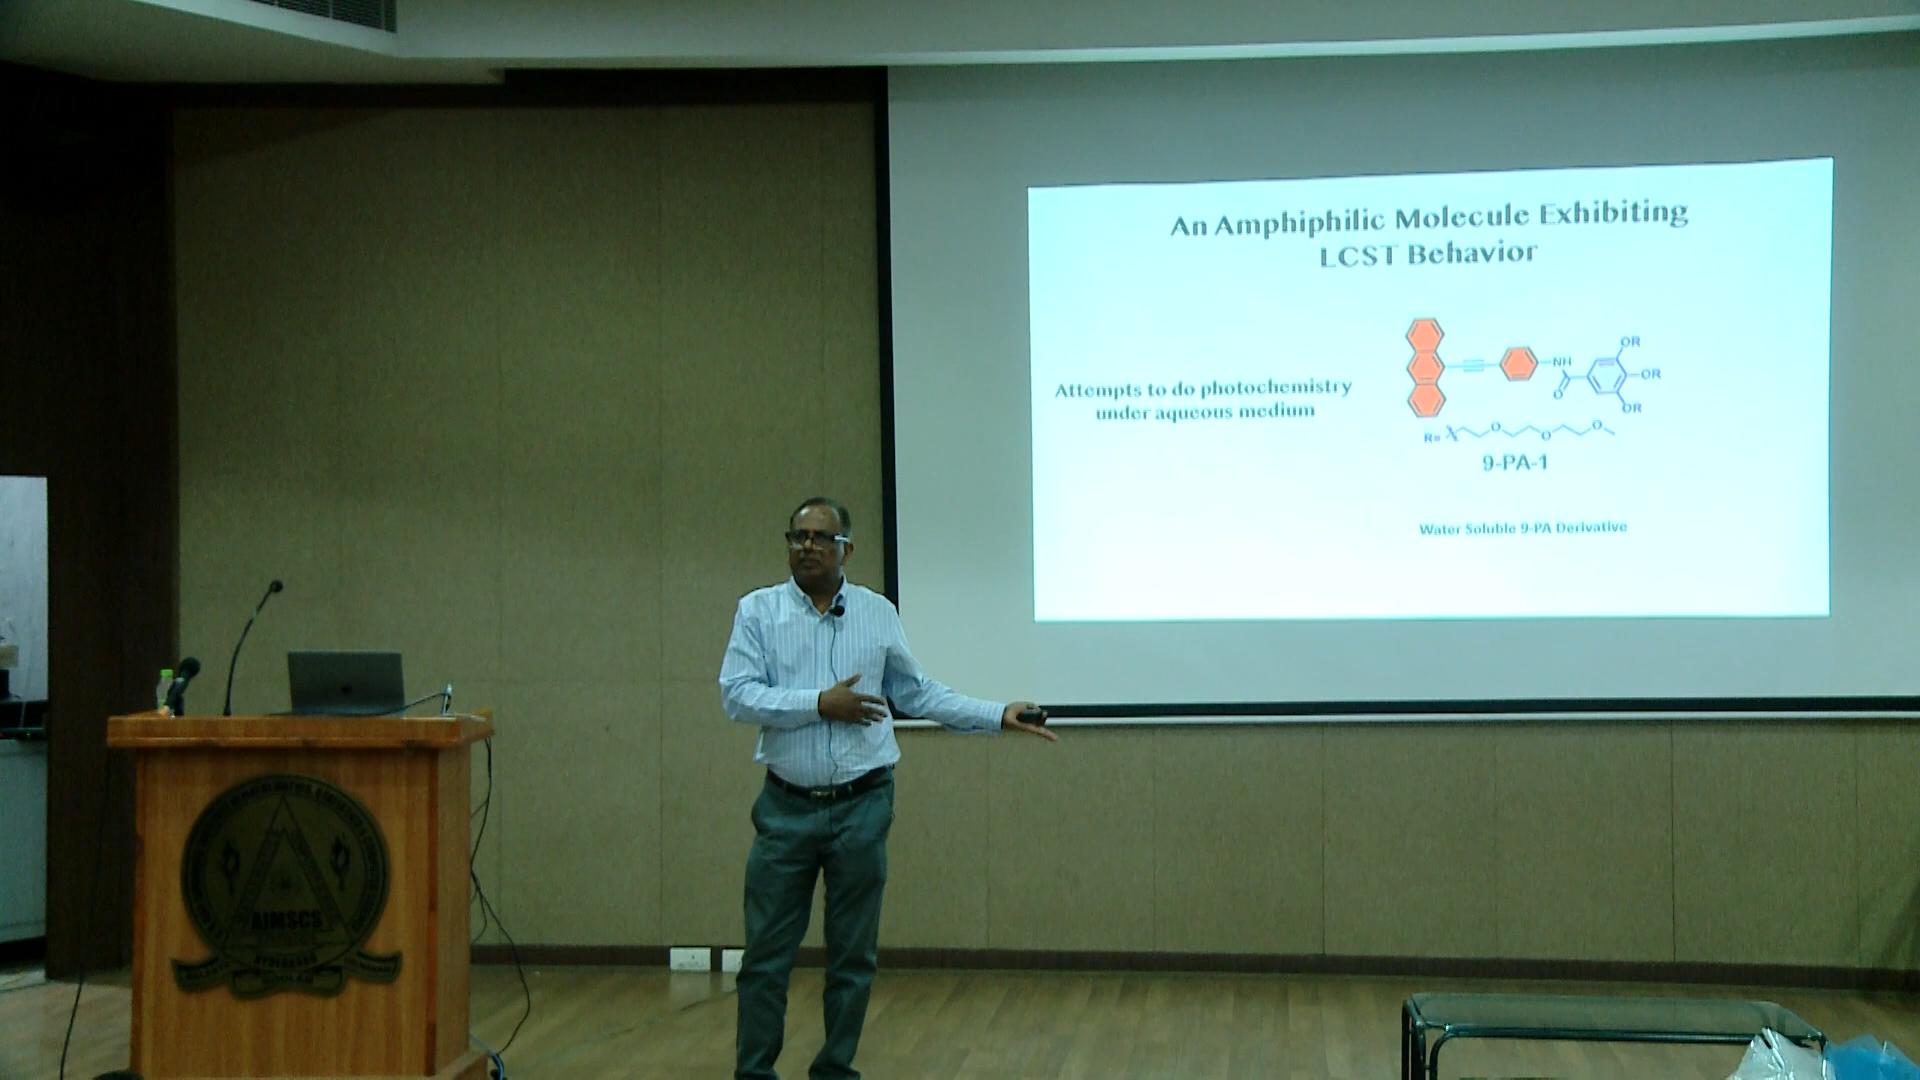 An Amphiphilic Molecule Exhibiting
LCST Behavior
Attempts to do photochemistry
under aqueous medium
OR
NH
OR
O
OR
R=
O
O
O
9-PA-1
Water Soluble 9-PA Derivative
AIMSCS
HYDERABAD